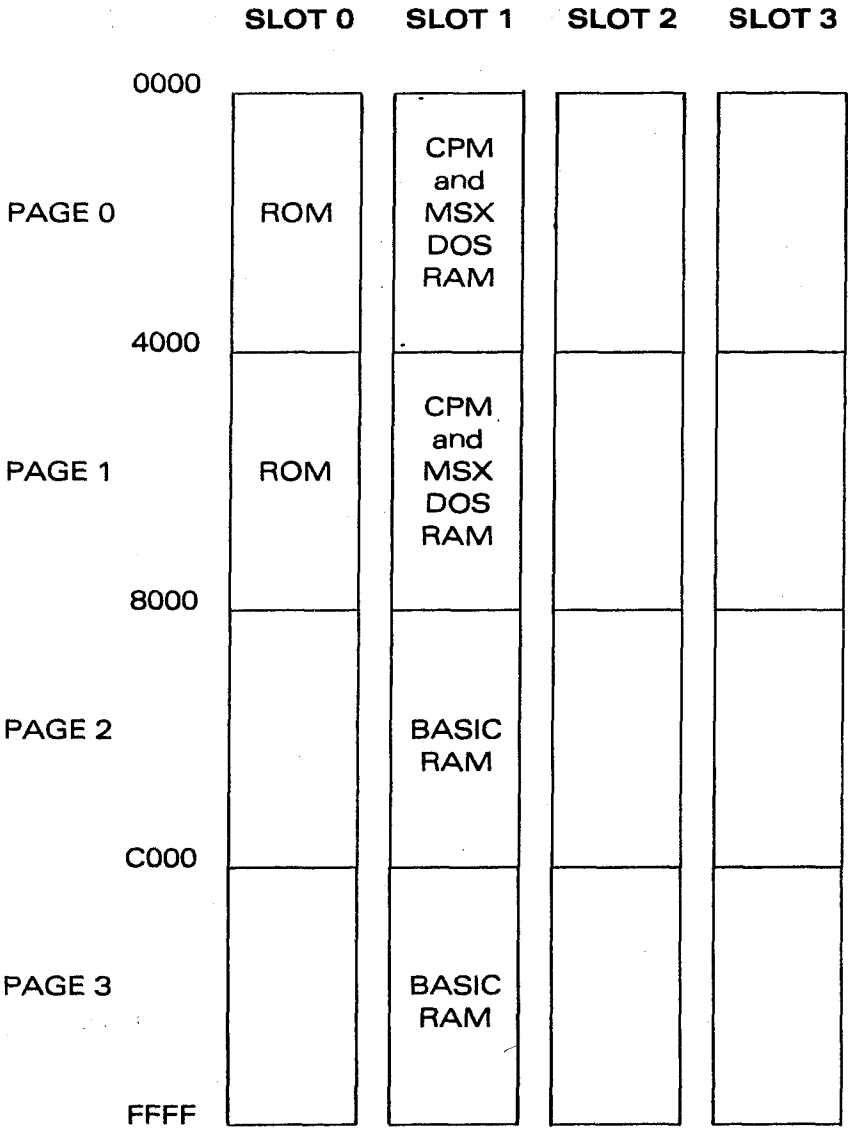 SLOT 0 SLOT 1 SLOT 2 SLOT 3
0000
PAGE 0
ROM
CPM
and
MSX
DOS
RAM
4000
PAGE 1
ROM
CPM
and
MSX
DOS
RAM
8000
PAGE 2
BASIC
RAM
C000
PAGE 3
BASIC
RAM
FFFF